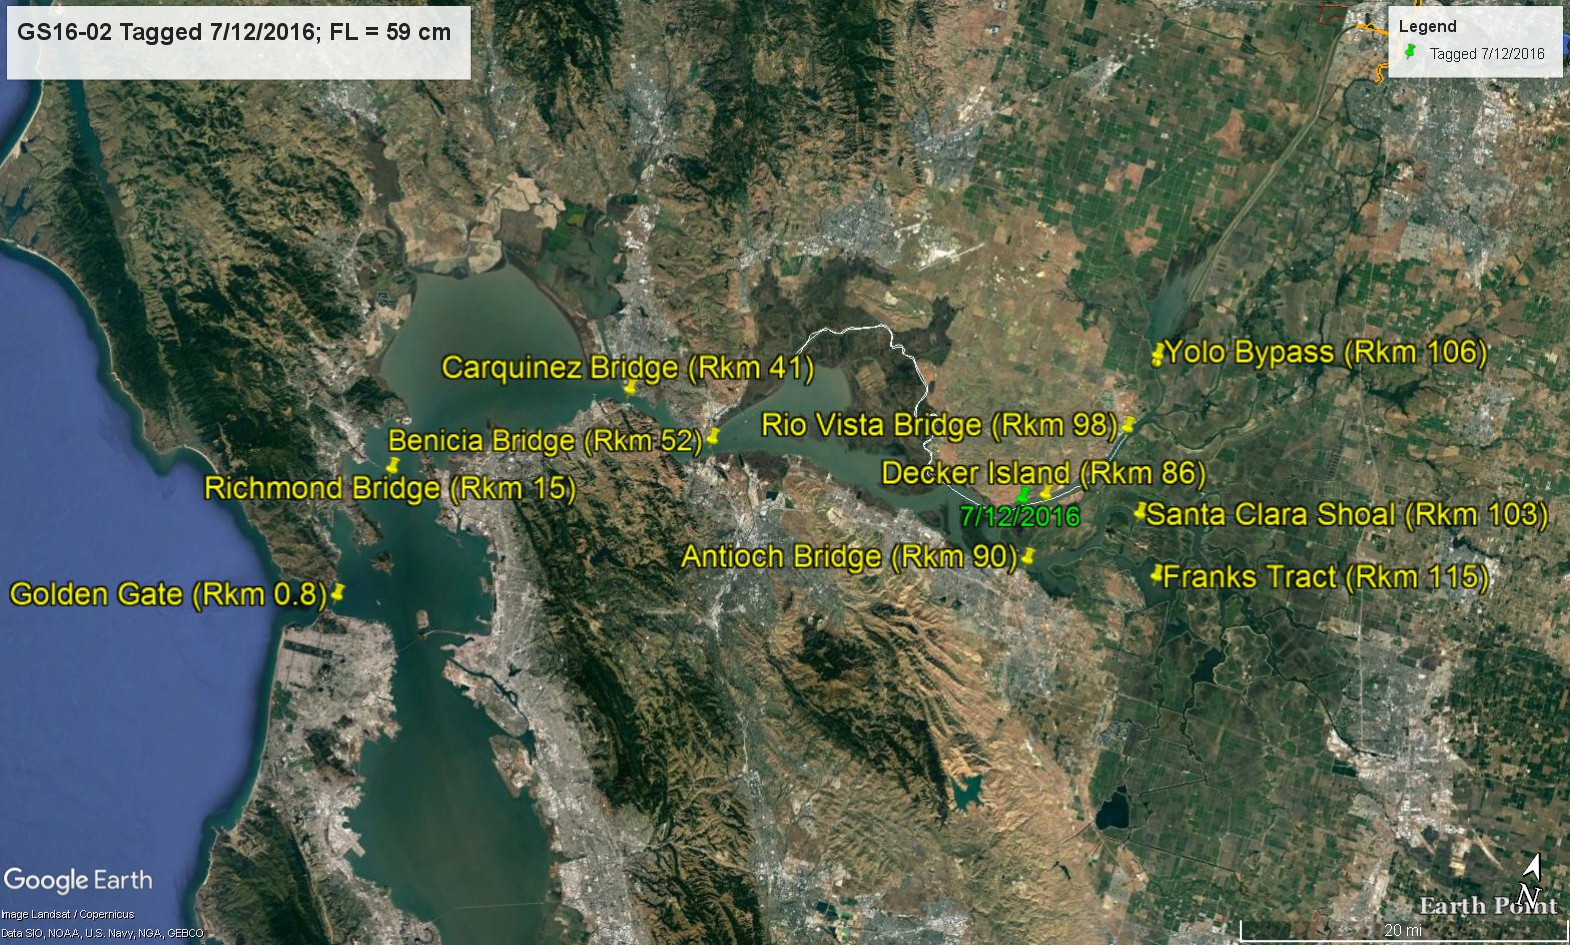 GS16-02 Tagged 7/12/2016; FL = 59 cm
Legend
Tagged 7/12/2016
Yolo Bypass (Rkm 106)
Carquinez Bridge (Rkm 41)
Rio Vista Bridge (Rkm 98)
Benicia Bridge (Rkm 52)
Decker Island (Rkm 86)
Richmond Bridge (Rkm 15)
7/12/2016
Santa Clara Shoal (Rkm 103)
Antioch Bridge (Rkm 90)
Franks Tract (Rkm 115)
Golden Gate (Rkm 0.8)
Google Earth
Image Landsat / Copernicus
Data SIO, NOAA, U.S. Navy, NGA, GEBCO
N
Earth Point
20 mi